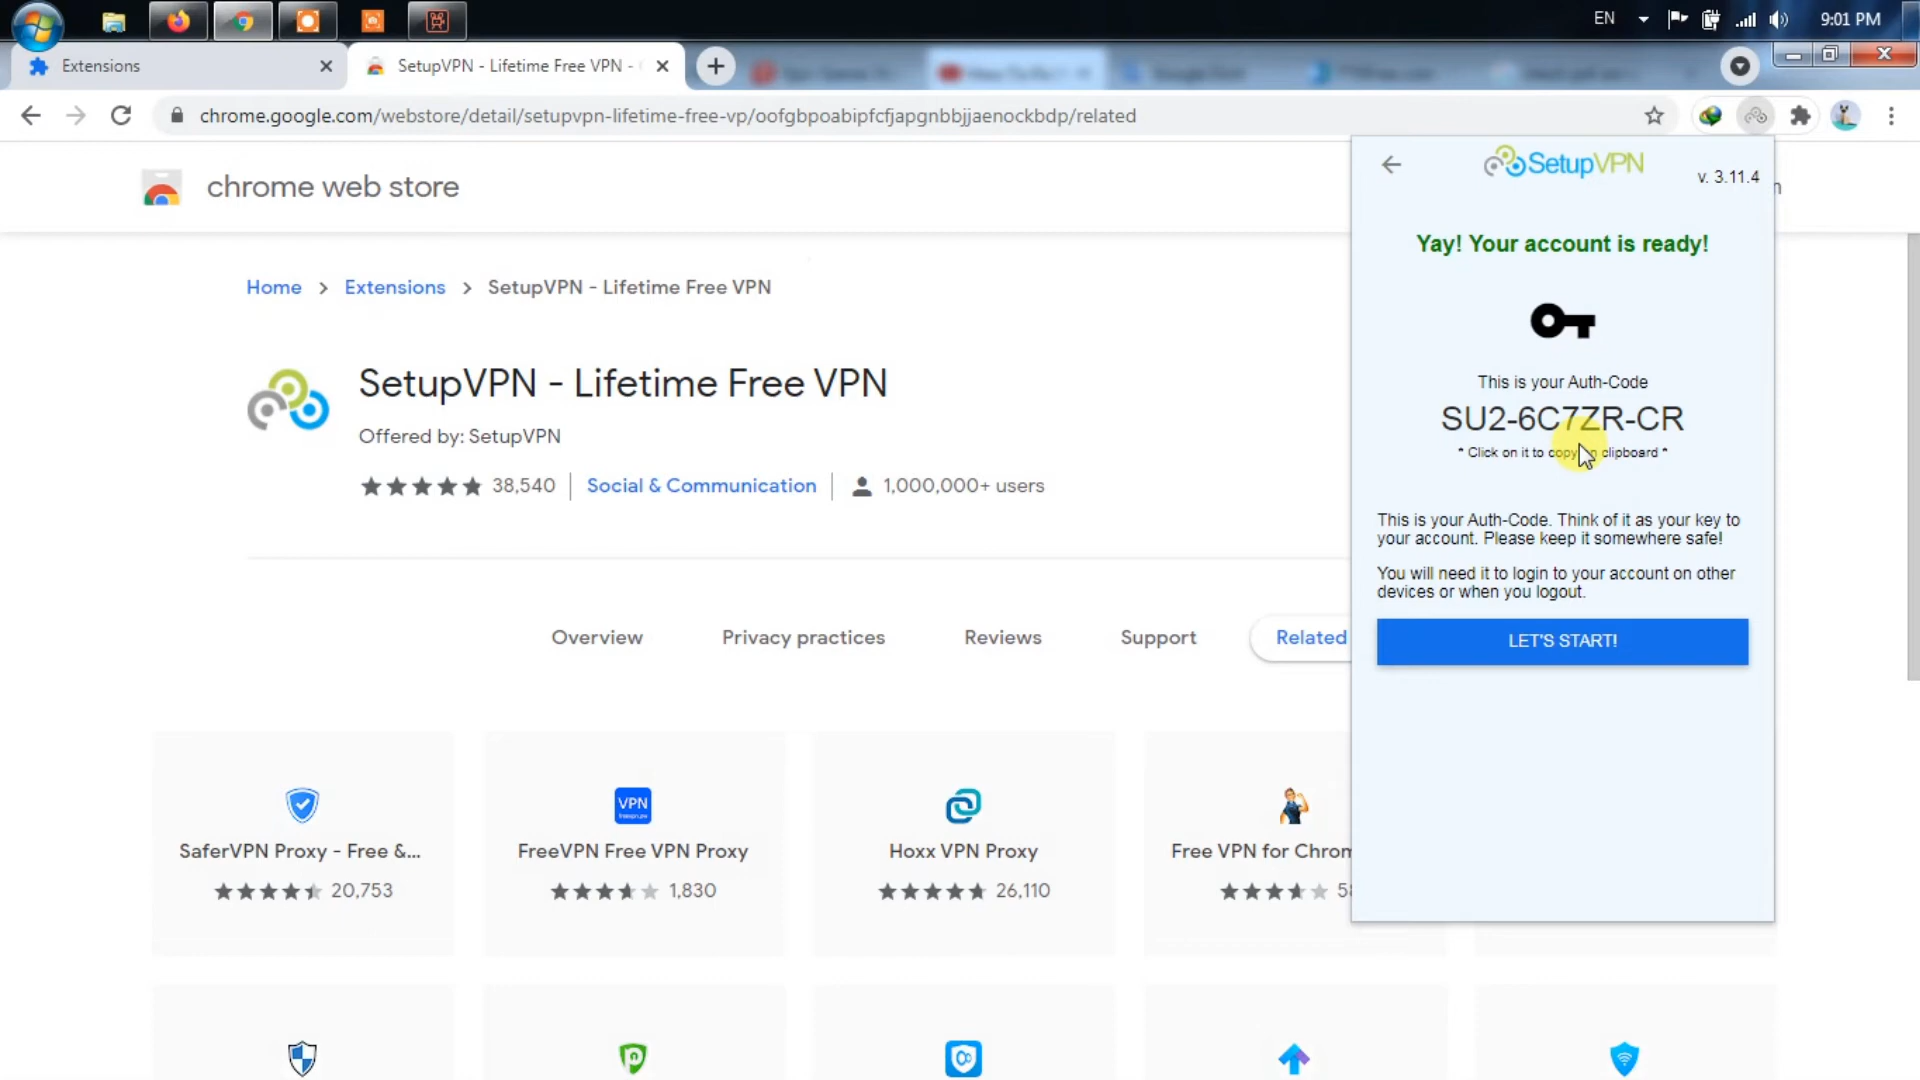 EN
9:01 PM
Extensions
SetupVPN - Lifetime Free VPN -
chrome.google.com/webstore/detail/setupvpn-lifetime-free-vp/oofgbpoabipfcfjapgnbbjjaenockbdp/related
chrome web store
Home > Extensions > SetupVPN - Lifetime Free VPN
SetupVPN - Lifetime Free VPN
Offered by: SetupVPN
38,540
Social & Communication
1,000,000+ users
Overview
Privacy practices
Reviews
Support
Related
SaferVPN Proxy - Free &...
20,753
VPN
FreeVPN Free VPN Proxy
1,830
Hoxx VPN Proxy
26,110
Free VPN for Chrom
SetupVPN
v. 3.11.4
Yay! Your account is ready!
This is your Auth-Code
SU2-6C7ZR-CR
* Click on it to copy in clipboard *
This is your Auth-Code. Think of it as your key to
your account. Please keep it somewhere safe!
You will need it to login to your account on other
devices or when you logout.
LET'S START!